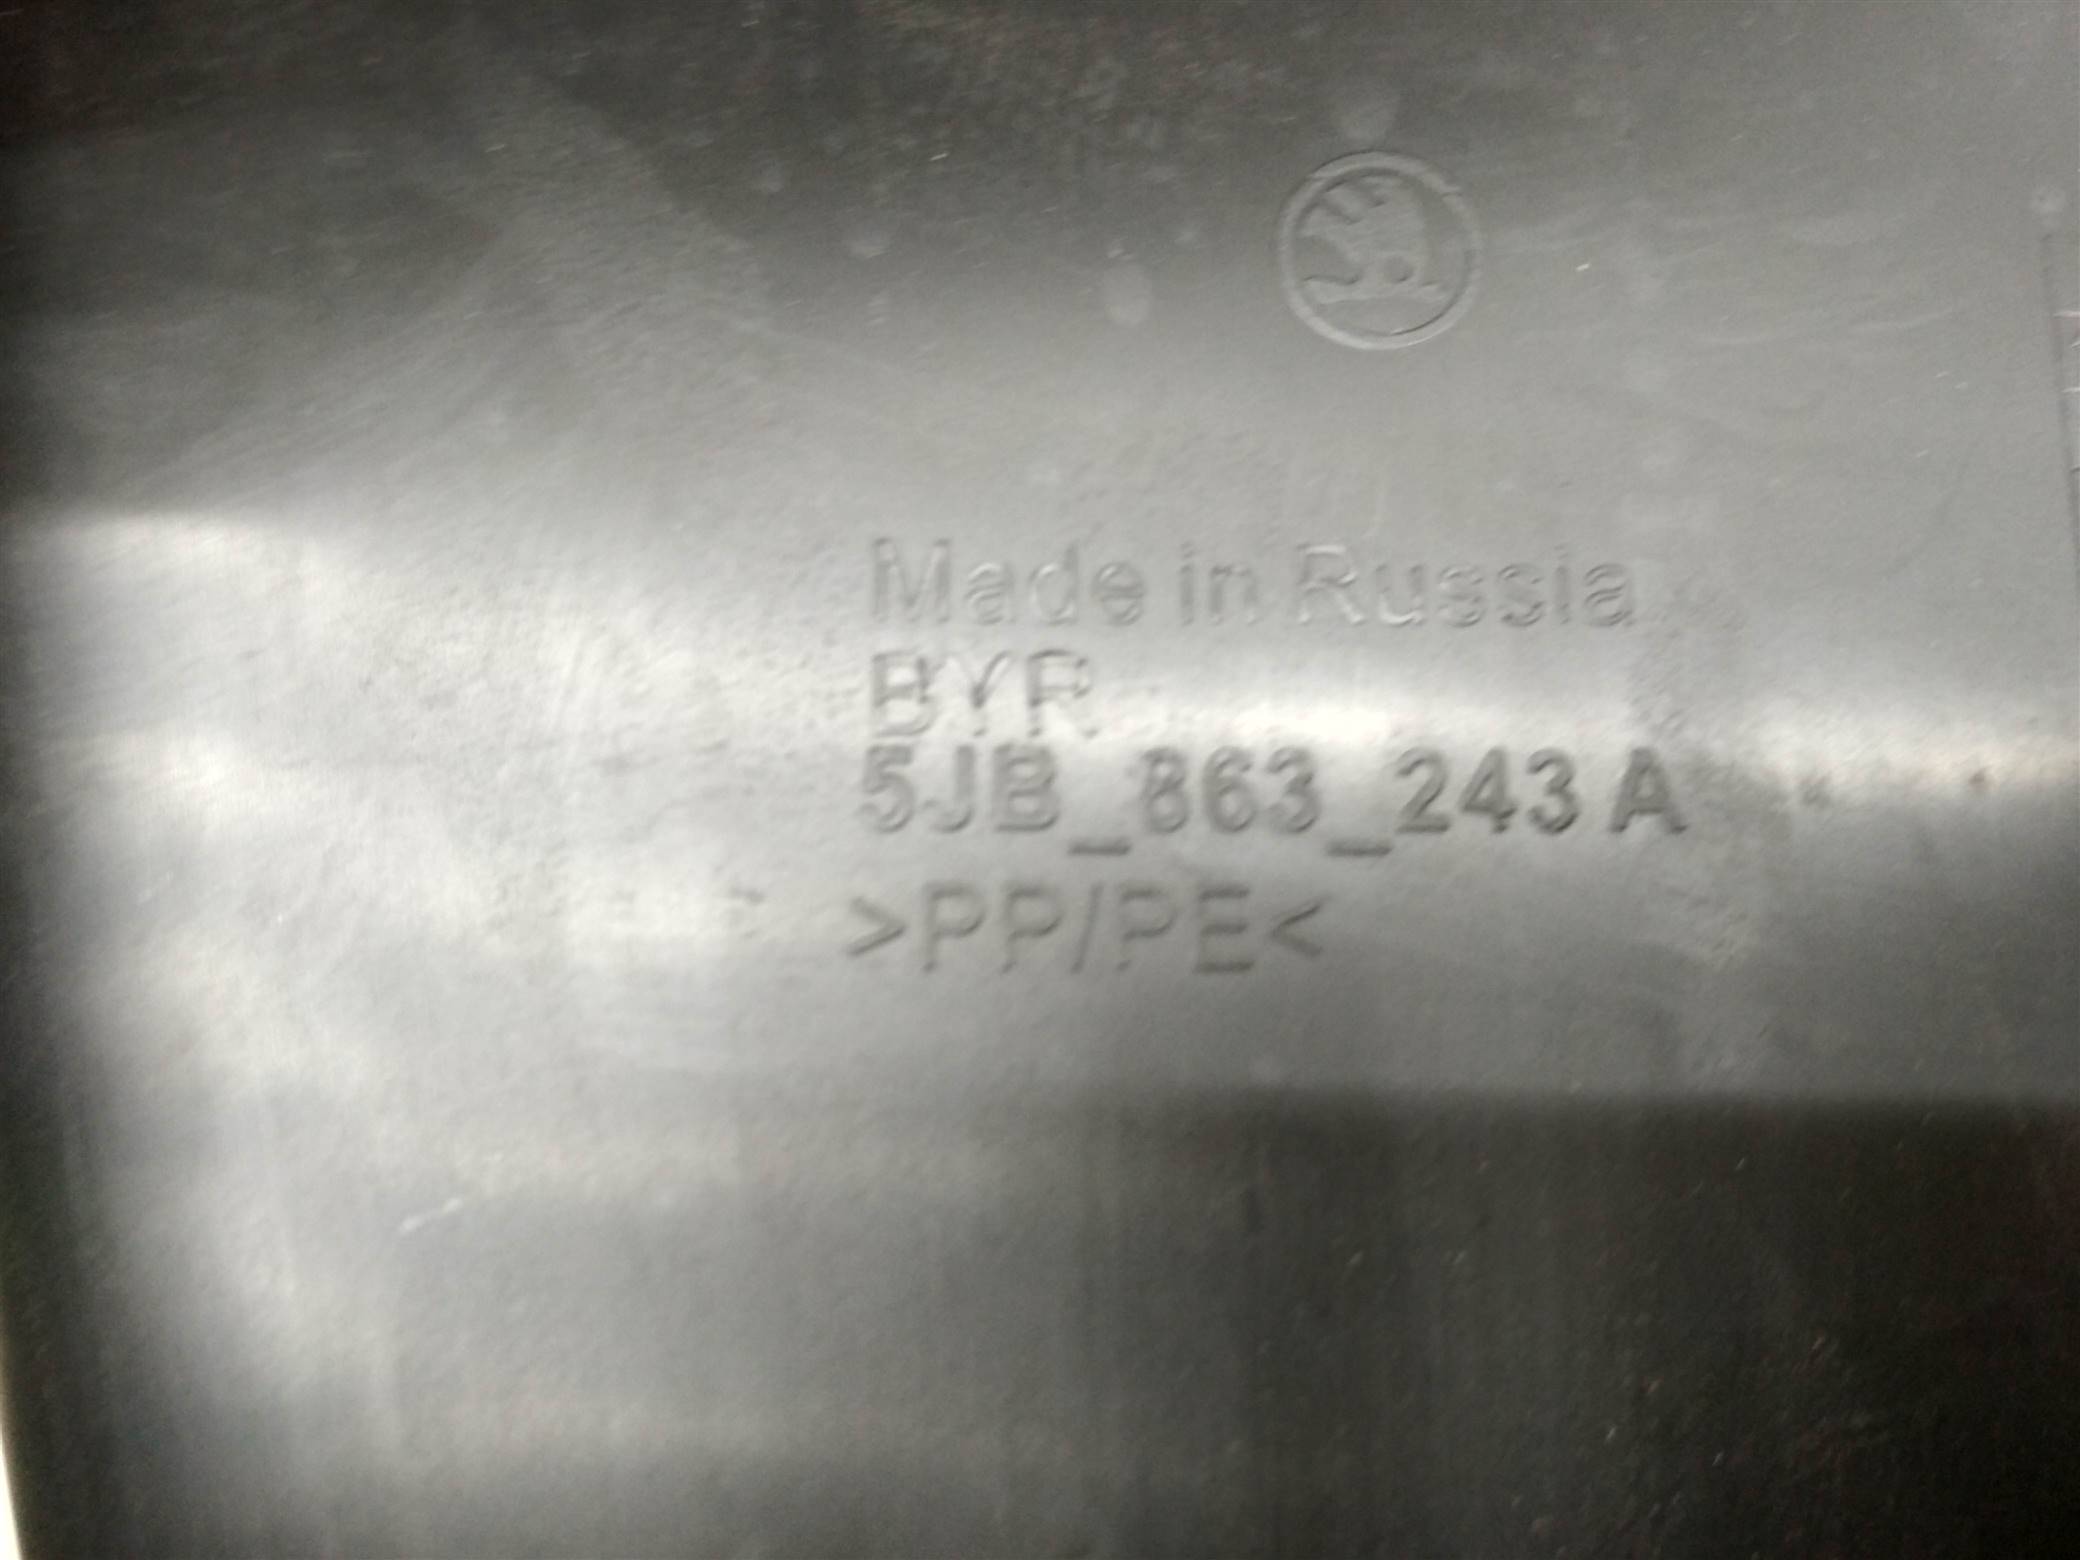 Made in Russia
BYR
5JB_863_243 A
>PP/PE<